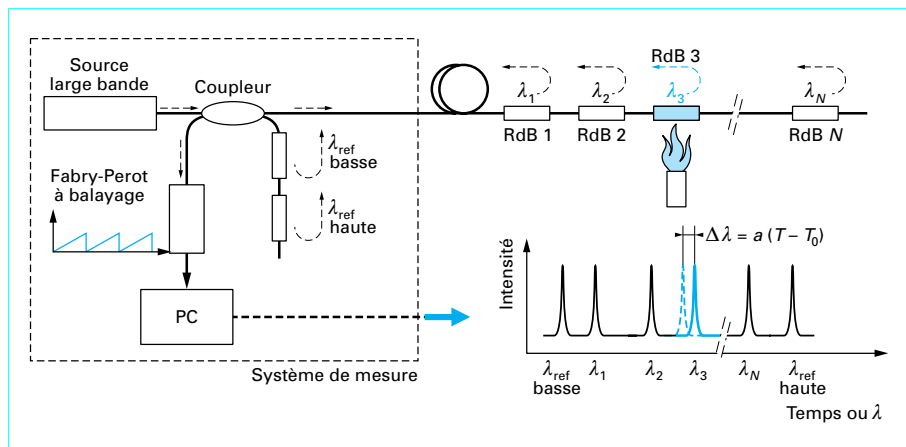 Source
large bande
Coupleur
Fabry-Perot
à balayage
λref
basse
λref
haute
PC
Système de mesure
RdB 3
λ1
λ2
λ3
λN
RdB 1
RdB 2
RdB N
Δλ = a (T – T0)
Intensité
λref
basse
λ1
λ2
λ3
λN
λref
haute
Temps ou λ